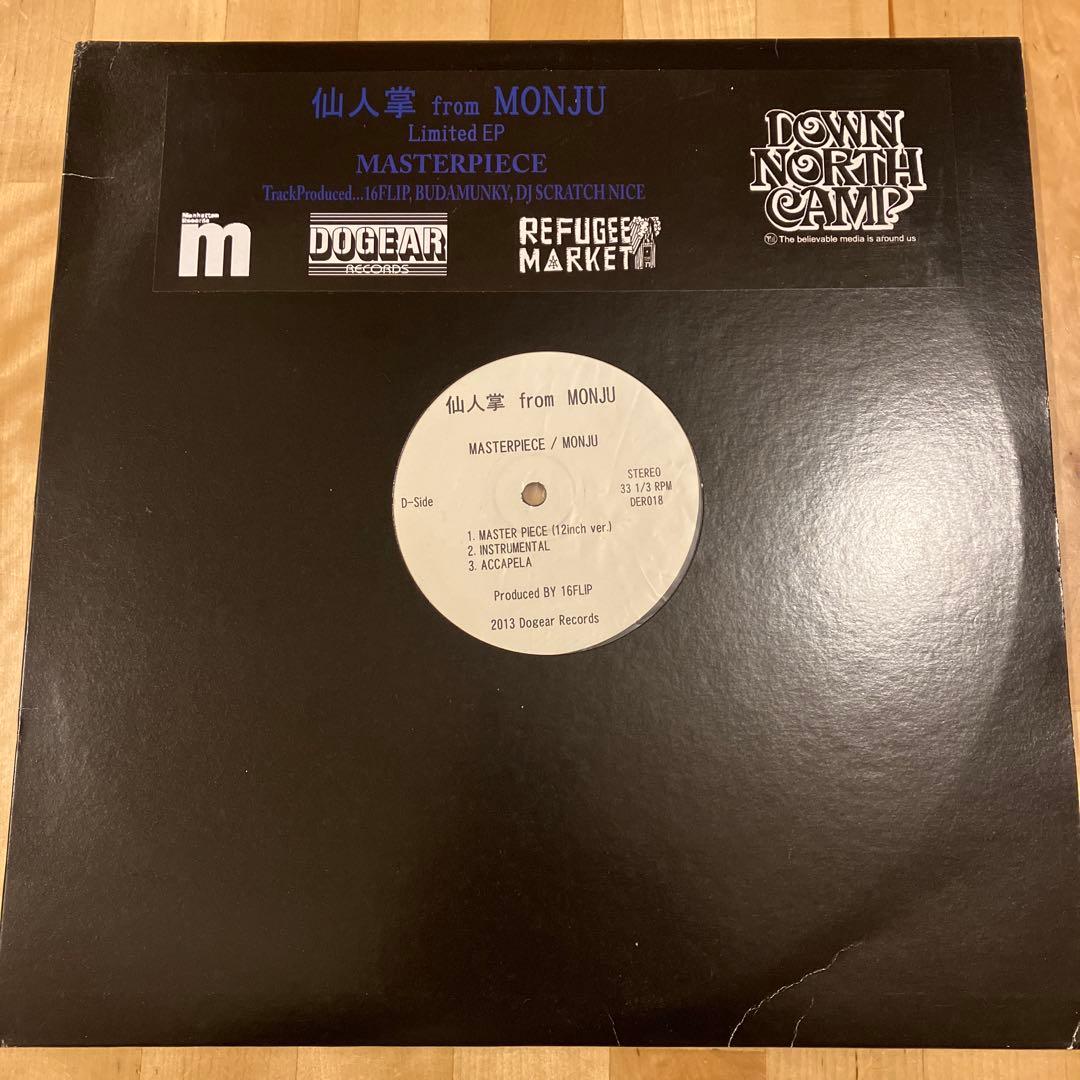 仙人掌 from MONJU
Limited EP
MASTERPIECE
TrackProduced...16FLIP, BUDAMUNKY, DJ SCRATCH NICE
Manhattan
Records
m
DOGEAR
RECORDS
REFUGEE
MARKET
DOWN
NORTH
CAMP
The believable media is around us
仙人掌 from MONJU
MASTERPIECE / MONJU
D-Side
STEREO
33 1/3 RPM
DER018
1. MASTER PIECE (12inch ver.)
2. INSTRUMENTAL
3. ACCAPELA
Produced BY 16FLIP
2013 Dogear Records